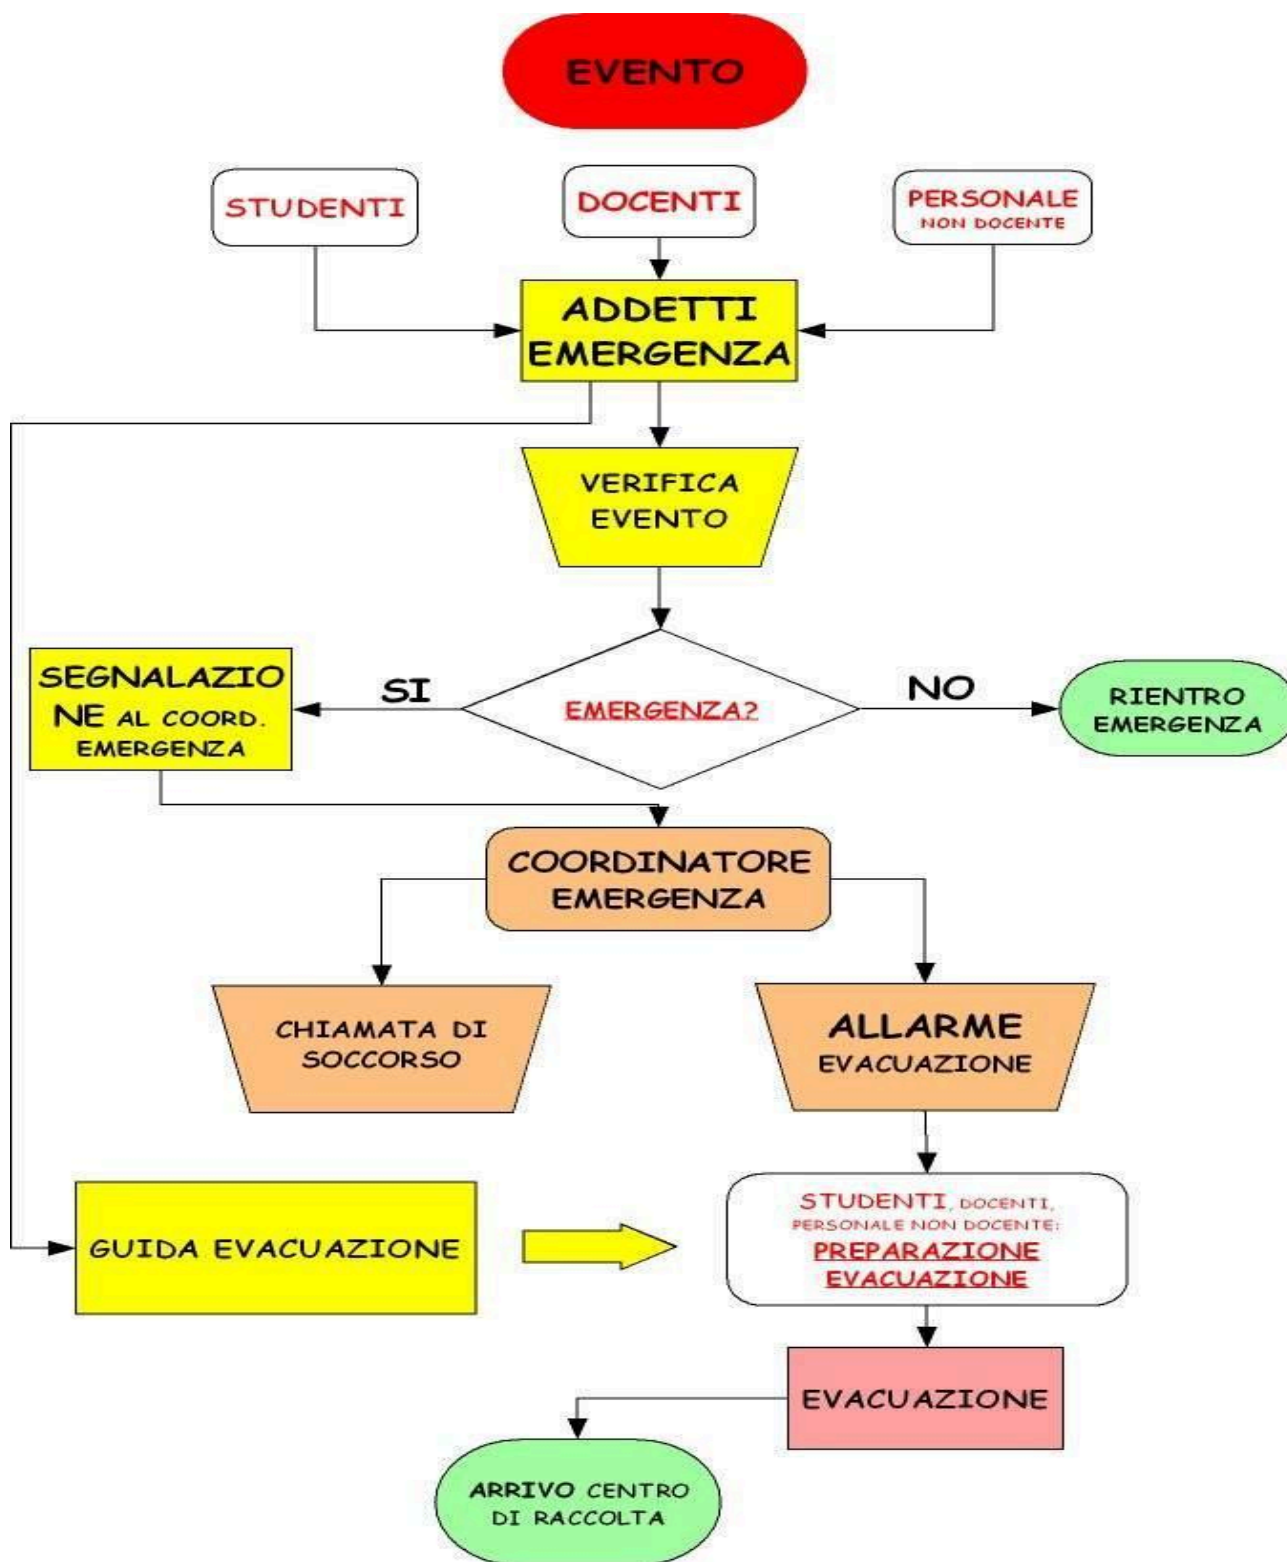 EVENTO
STUDENTI
DOCENTI
PERSONALE
NON DOCENTE
ADDETTI
EMERGENZA
VERIFICA
EVENTO
SEGNALAZIO
NE AL COORD.
EMERGENZA
SI
EMERGENZA?
NO
RIENTRO
EMERGENZA
COORDINATORE
EMERGENZA
CHIAMATA DI
SOCCORSO
ALLARME
EVACUAZIONE
GUIDA EVACUAZIONE
STUDENTI, DOCENTI,
PERSONALE NON DOCENTE:
PREPARAZIONE
EVACUAZIONE
EVACUAZIONE
ARRIVO CENTRO
DI RACCOLTA